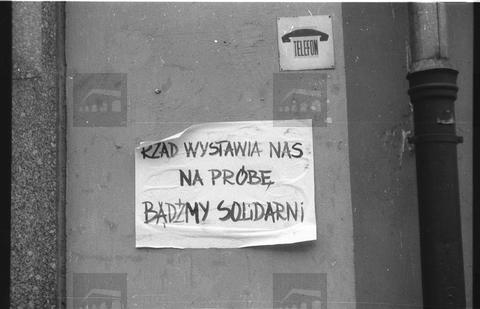 TELEFON
RZĄD WYSTAWIA NAS
NA PRÓBĘ
BĄDŹMY SOLIDARNI